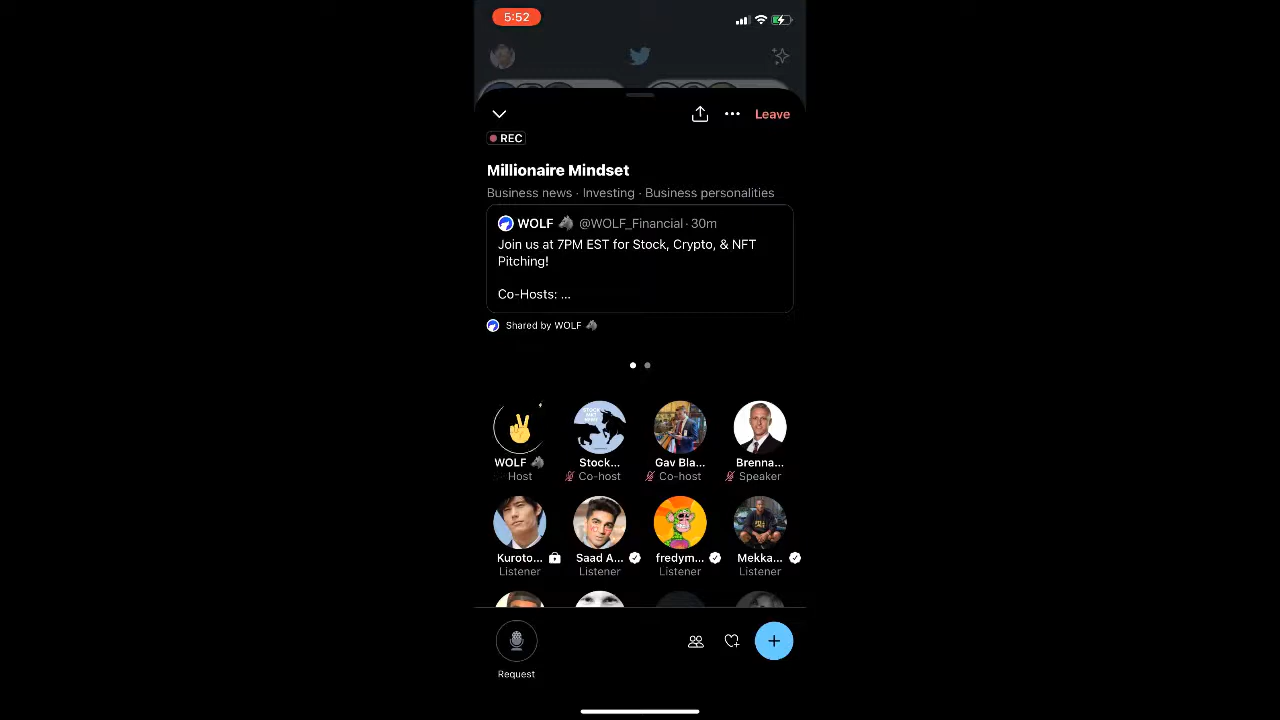 5:52
Leave
REC
Millionaire Mindset
Business news · Investing · Business personalities
WOLF 🐺 @WOLF_Financial · 30m
Join us at 7PM EST for Stock, Crypto, & NFT
Pitching!
Co-Hosts: ...
Shared by WOLF 🐺
WOLF 🐺 Stock... Gav Bla... Brenna...
Host Co-host Co-host Speaker
Kuroto... Saad A... fredym... Mekka...
Listener Listener Listener Listener
Request